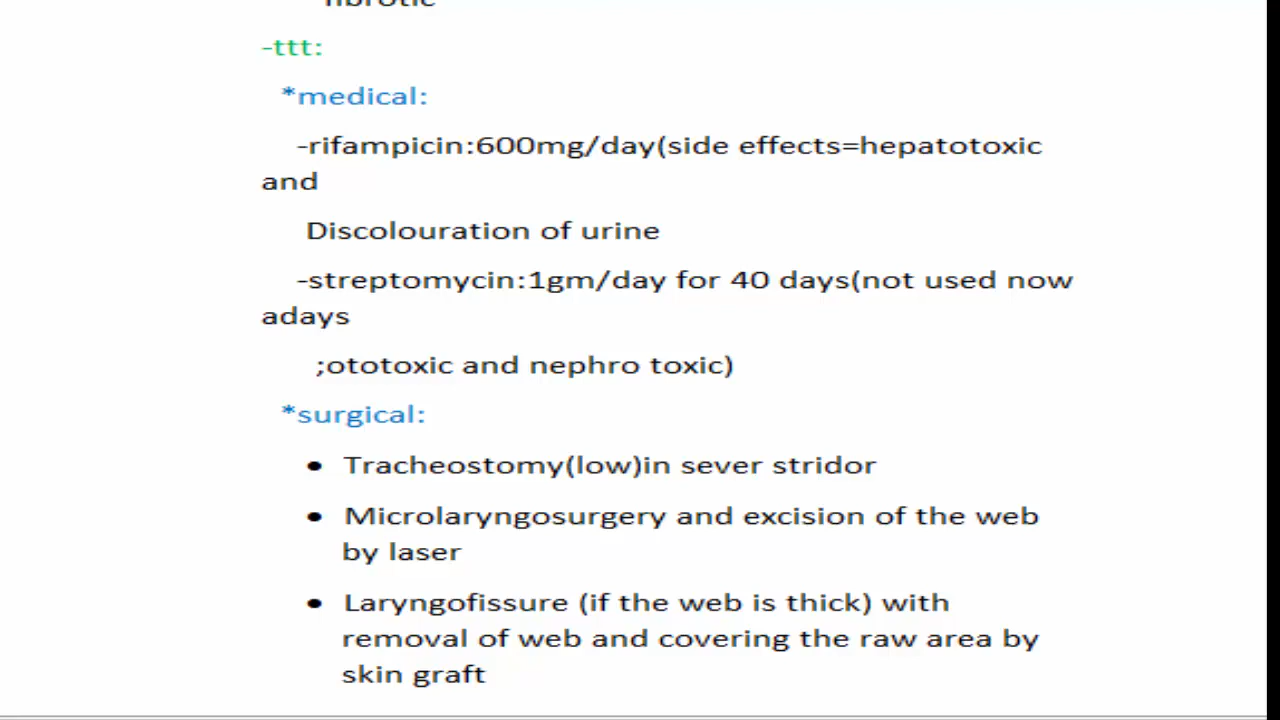 fibrotic
-ttt:
*medical:
-rifampicin:600mg/day(side effects=hepatotoxic
and
Discolouration of urine
-streptomycin:1gm/day for 40 days(not used now
adays
;ototoxic and nephro toxic)
*surgical:
• Tracheostomy(low)in sever stridor
• Microlaryngosurgery and excision of the web
by laser
• Laryngofissure (if the web is thick) with
removal of web and covering the raw area by
skin graft